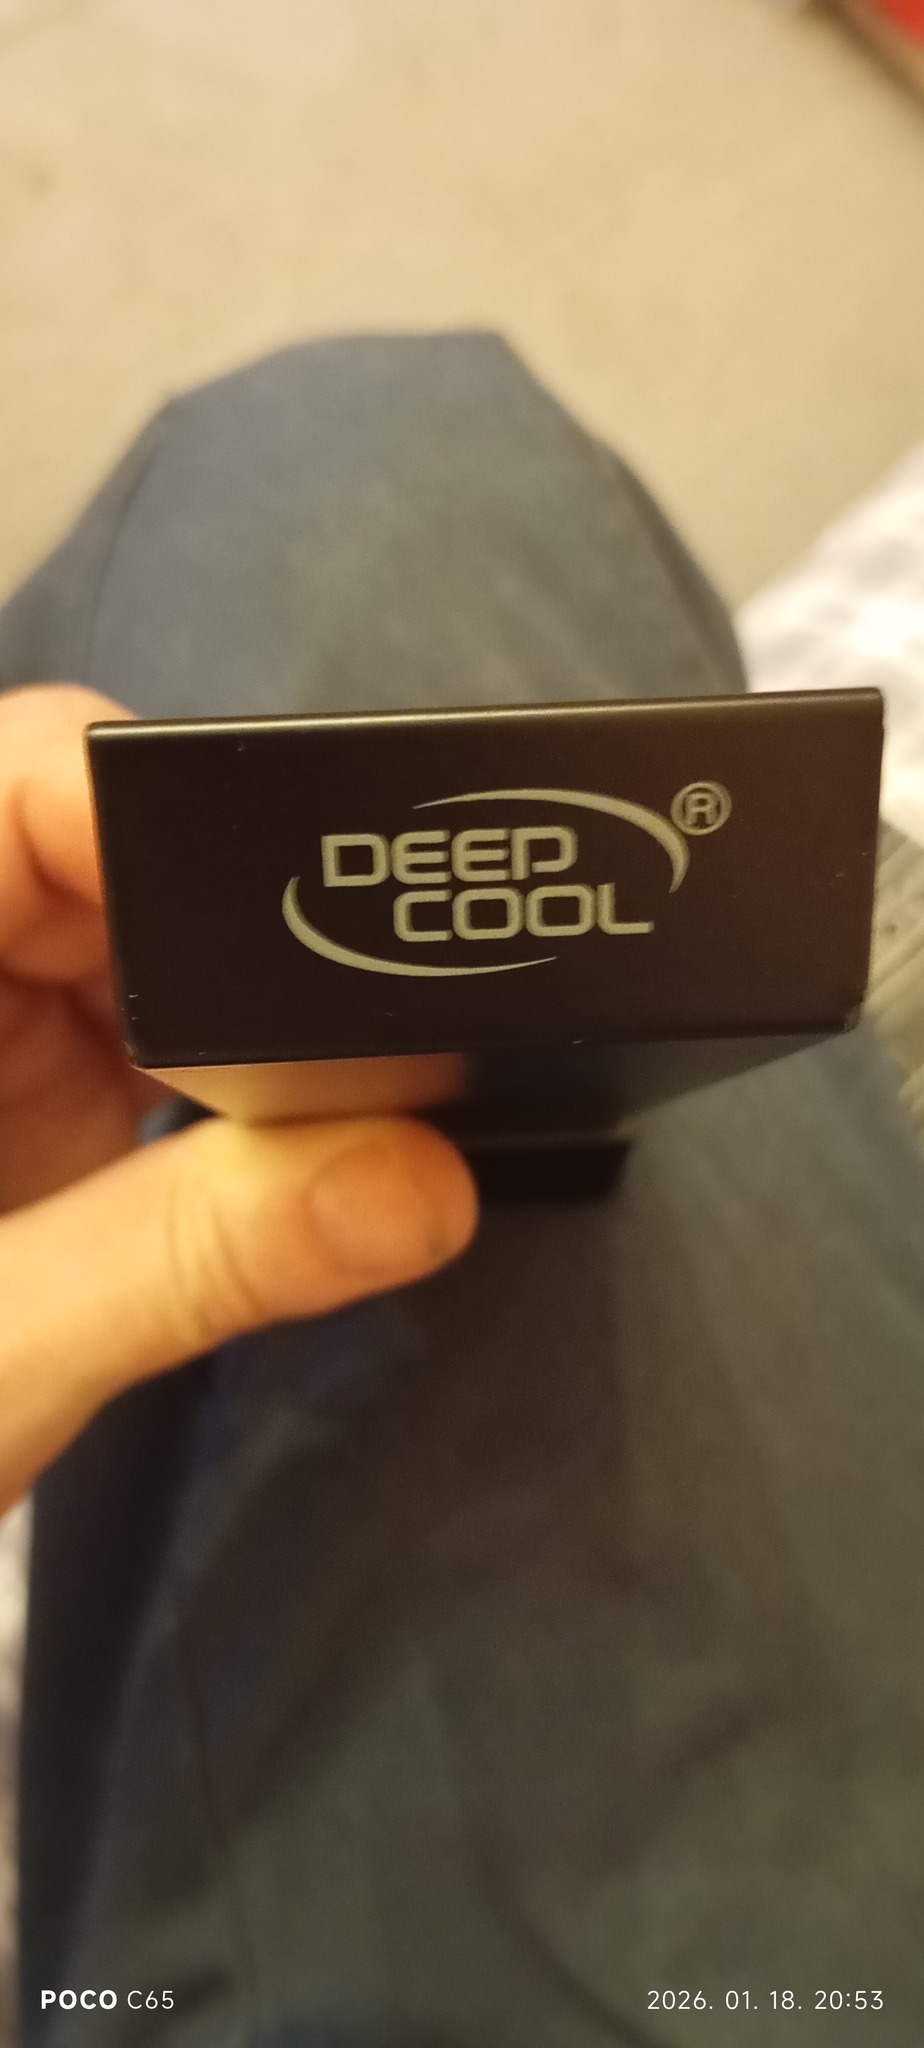 DEEP ®
COOL
POCO C65
2026. 01. 18. 20:53